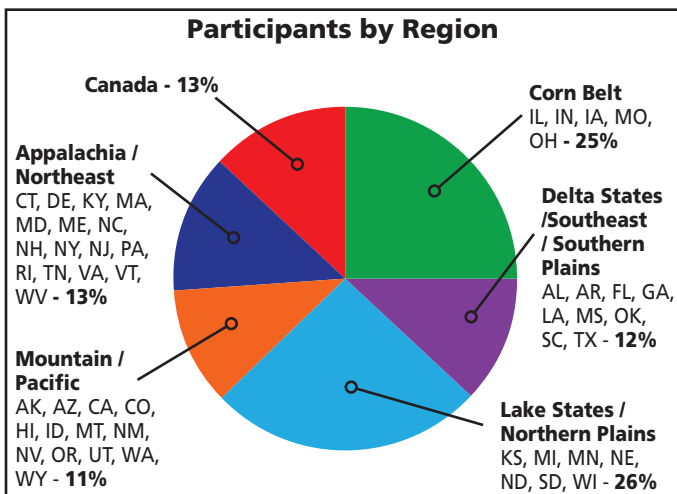 Participants by Region
Canada - 13%
Corn Belt
IL, IN, IA, MO,
OH - 25%
Appalachia /
Northeast
CT, DE, KY, MA,
MD, ME, NC,
NH, NY, NJ, PA,
RI, TN, VA, VT,
WV - 13%
Delta States
/Southeast
/ Southern
Plains
AL, AR, FL, GA,
LA, MS, OK,
SC, TX - 12%
Mountain /
Pacific
AK, AZ, CA, CO,
HI, ID, MT, NM,
NV, OR, UT, WA,
WY - 11%
Lake States /
Northern Plains
KS, MI, MN, NE,
ND, SD, WI - 26%